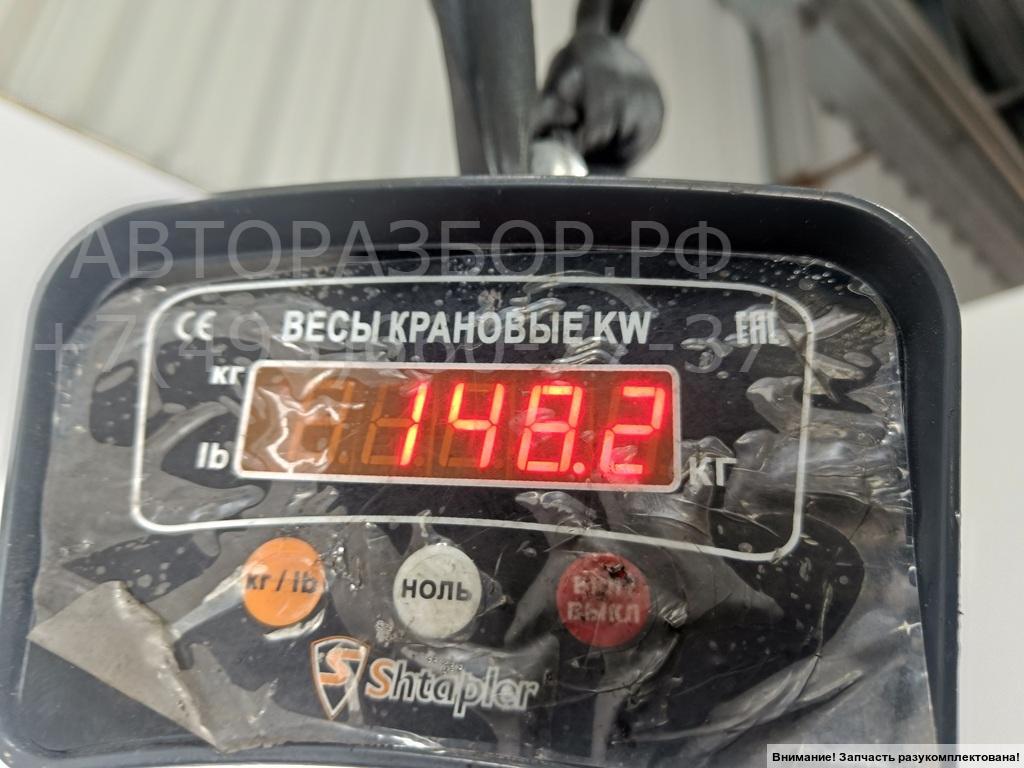 АВТОРАЗБОР.РФ
CE ВЕСЫ КРАНОВЫЕ KW EAC
кг
148.2
lb
КГ
кг / lb
НОЛЬ
ВЫКЛ
S Shtapler
Внимание! Запчасть разукомплектована!